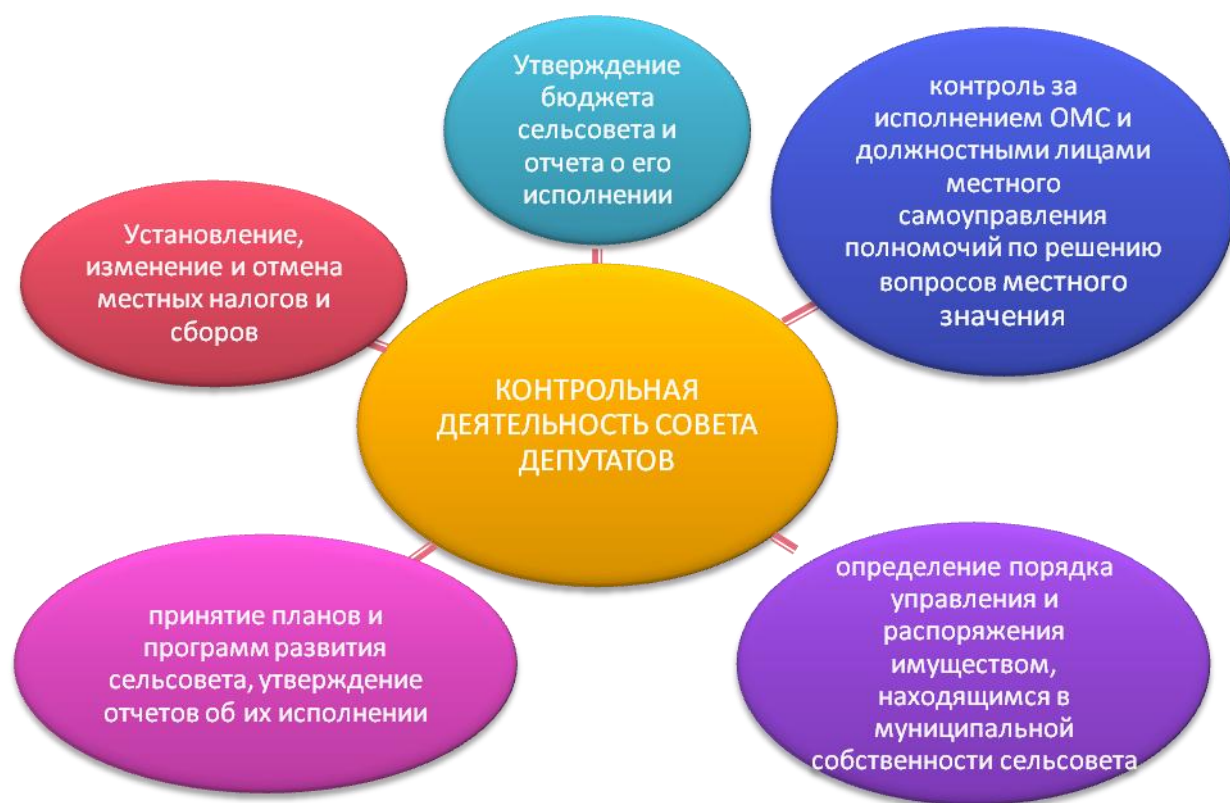 Утверждение
бюджета
сельсовета и
отчета о его
исполнении
контроль за
исполнением ОМС и
должностными лицами
местного
самоуправления
полномочий по решению
вопросов местного
значения
Установление,
изменение и отмена
местных налогов и
сборов
КОНТРОЛЬНАЯ
ДЕЯТЕЛЬНОСТЬ СОВЕТА
ДЕПУТАТОВ
принятие планов и
программ развития
сельсовета, утверждение
отчетов об их исполнении
определение порядка
управления и
распоряжения
имуществом,
находящимся в
муниципальной
собственности сельсовета